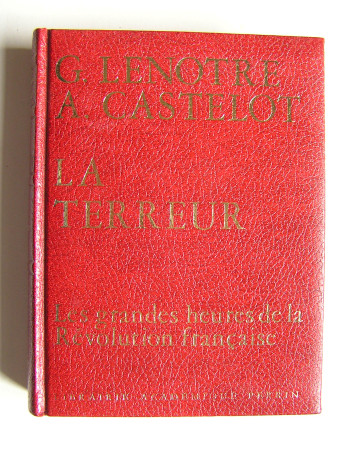 G. LENOTRE
A. CASTELOT
LA
TERREUR
Les grandes heures de la
Révolution française
LIBRAIRIE ACADÉMIQUE PERRIN